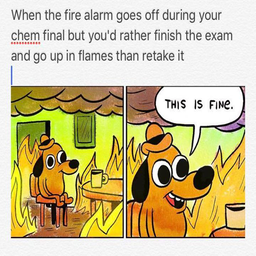 When the fire alarm goes off during your
chem final but you'd rather finish the exam
and go up in flames than retake it
THIS IS FINE.